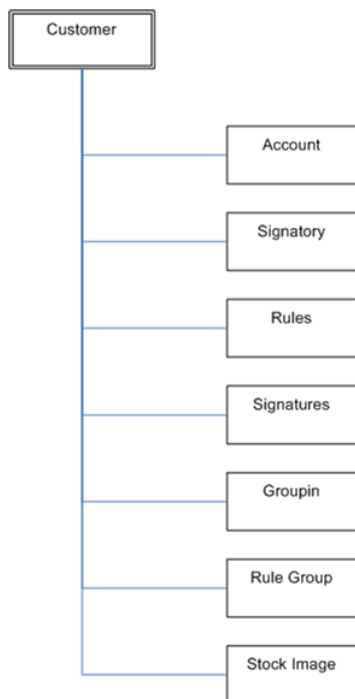 Customer
Account
Signatory
Rules
Signatures
Groupin
Rule Group
Stock Image